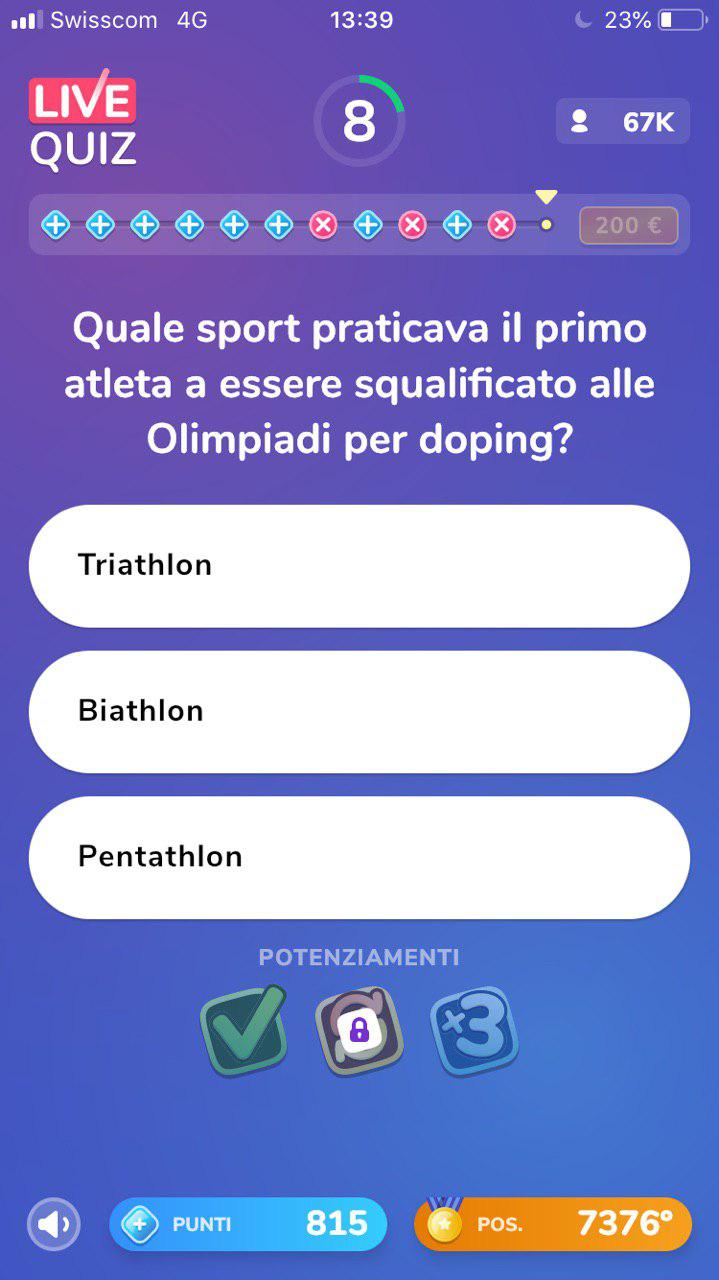 Swisscom 4G 13:39 23%
LIVE
QUIZ
8
67K
200 €
Quale sport praticava il primo
atleta a essere squalificato alle
Olimpiadi per doping?
Triathlon
Biathlon
Pentathlon
POTENZIAMENTI
+3
PUNTI 815
POS. 7376º